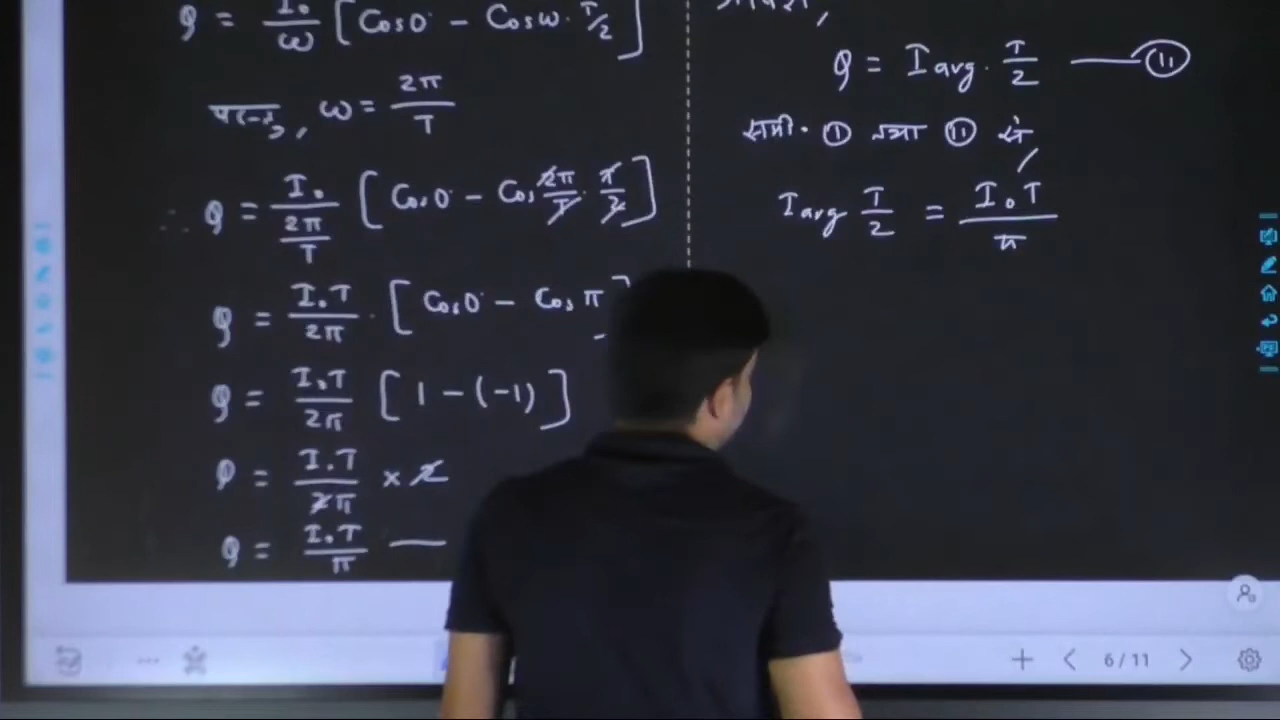 Q = I₀/ω [Cos0° - Cosω · T/2]
परन्तु, ω = 2π/T
∴ Q = I₀/(2π/T) [Cos0° - Cos 2π/T · T/2]
Q = I₀T/2π · [Cos0° - Cosπ]
Q = I₀T/2π [1 - (-1)]
Q = I₀T/2π × 2
Q = I₀T/π —
Q = Iavg · T/2 — (ii)
समी. (i) तथा (ii) से,
Iavg T/2 = I₀T/π
6/11